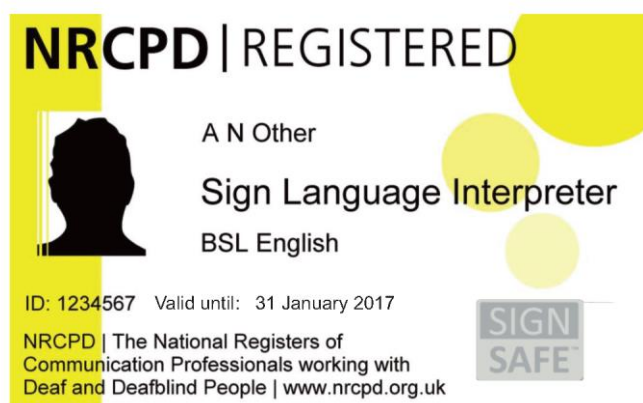 NRCPD | REGISTERED
A N Other
Sign Language Interpreter
BSL English
ID: 1234567 Valid until: 31 January 2017
NRCPD | The National Registers of
Communication Professionals working with
Deaf and Deafblind People | www.nrcpd.org.uk
SIGN
SAFE